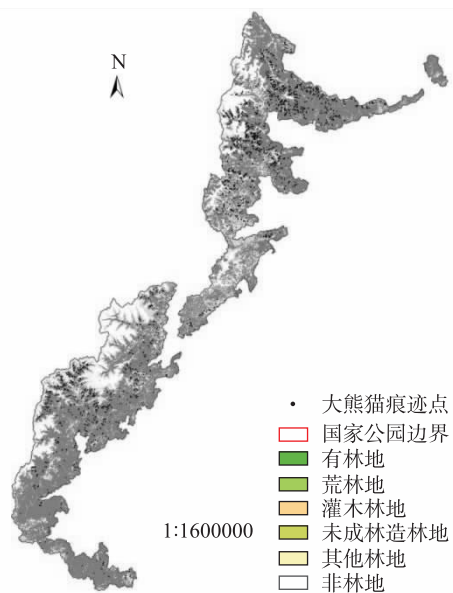 N
大熊猫痕迹点
国家公园边界
有林地
荒林地
灌木林地
1:1600000
未成林造林地
其他林地
非林地